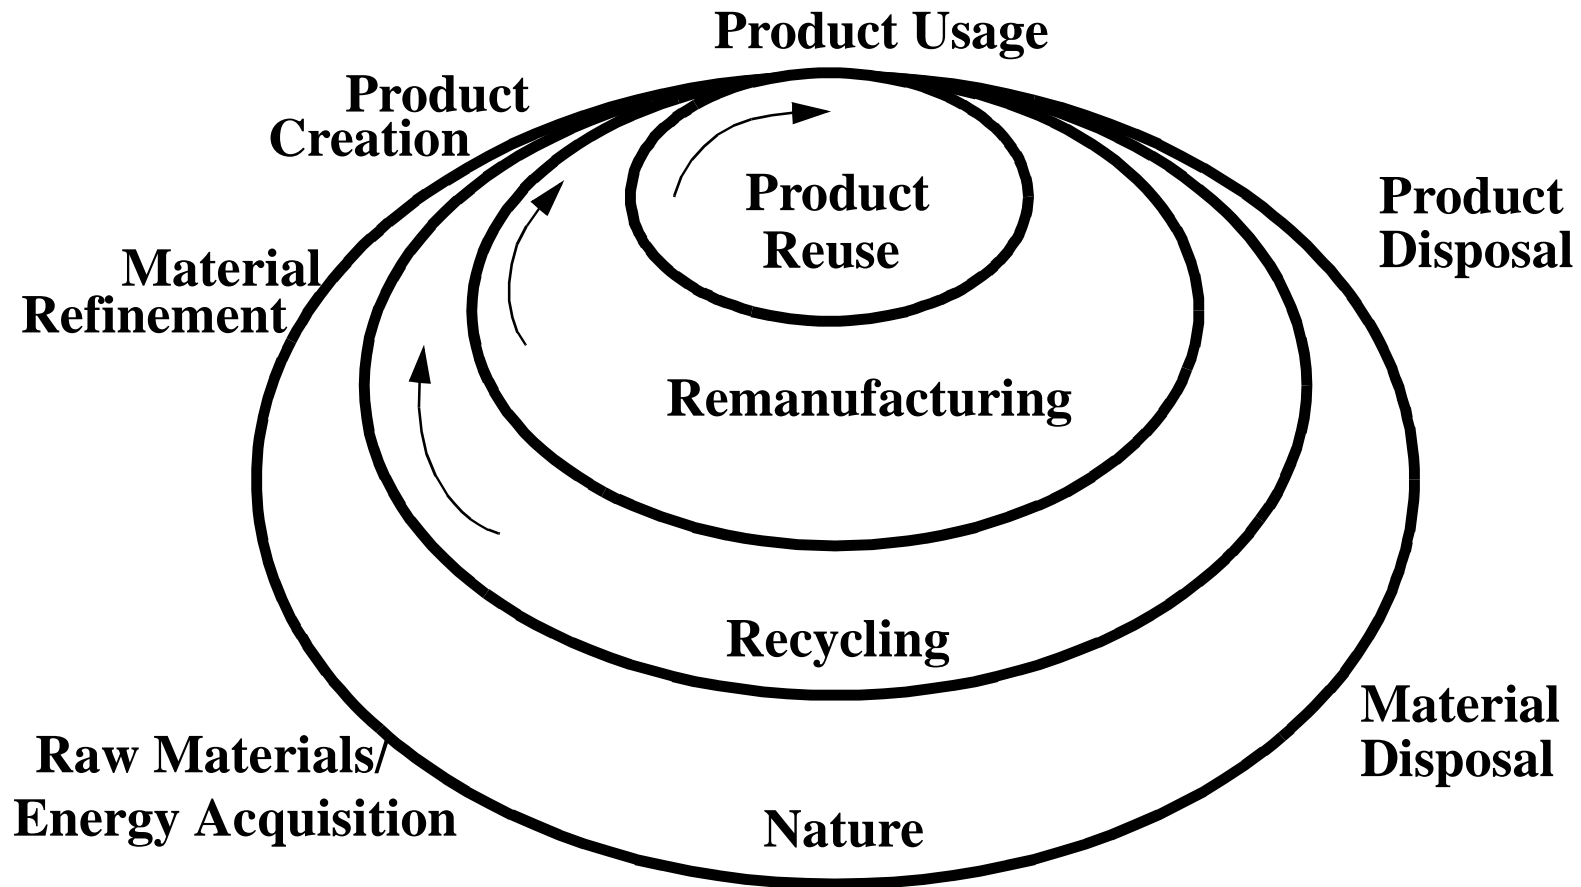 Product Usage
Product
Creation
Product
Reuse
Product
Disposal
Material
Refinement
Remanufacturing
Recycling
Material
Disposal
Raw Materials/
Energy Acquisition
Nature